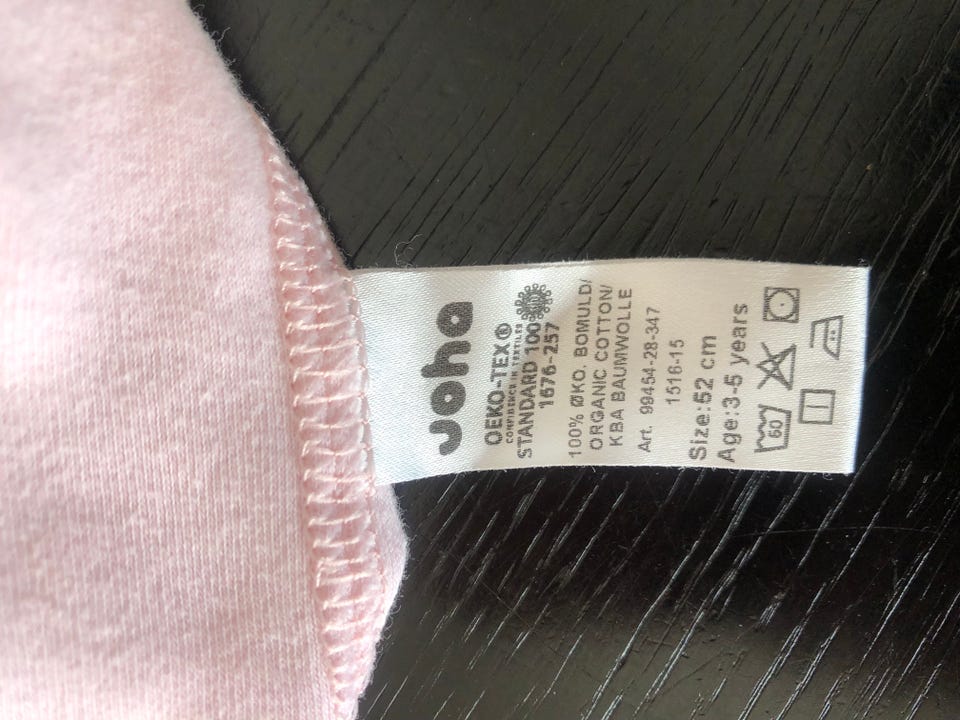 Joha
OEKO-TEX®
CONFIDENCE IN TEXTILES
STANDARD 100
1676-257
100% ØKO. BOMULD/
ORGANIC COTTON/
KBA BAUMWOLLE
Art. 99454-28-347
1516-15
Size:52 cm
Age:3-5 years
60